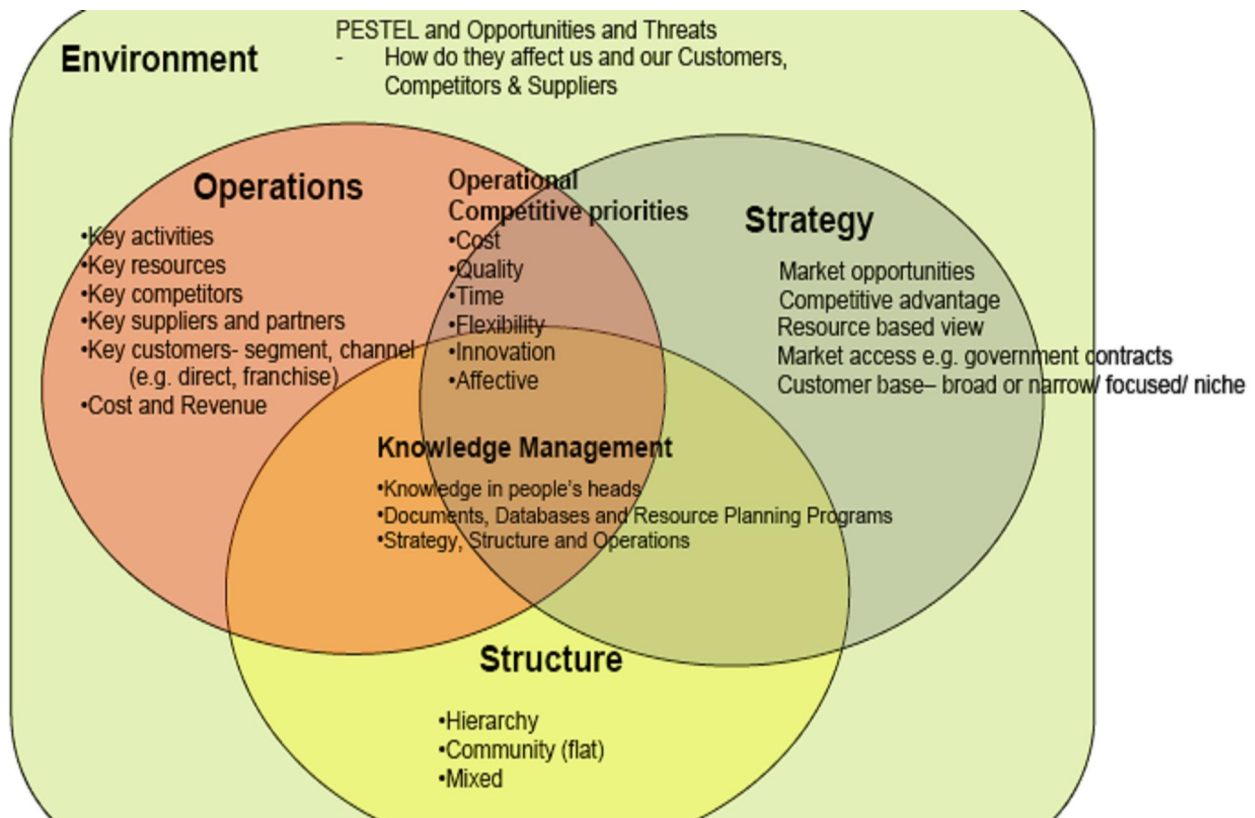 Environment
PESTEL and Opportunities and Threats
- How do they affect us and our Customers,
Competitors & Suppliers
Operations
•Key activities
•Key resources
•Key competitors
•Key suppliers and partners
•Key customers- segment, channel
(e.g. direct, franchise)
•Cost and Revenue
Operational
Competitive priorities
•Cost
•Quality
•Time
•Flexibility
•Innovation
•Affective
Strategy
Market opportunities
Competitive advantage
Resource based view
Market access e.g. government contracts
Customer base– broad or narrow/ focused/ niche
Knowledge Management
•Knowledge in people's heads
•Documents, Databases and Resource Planning Programs
•Strategy, Structure and Operations
Structure
•Hierarchy
•Community (flat)
•Mixed